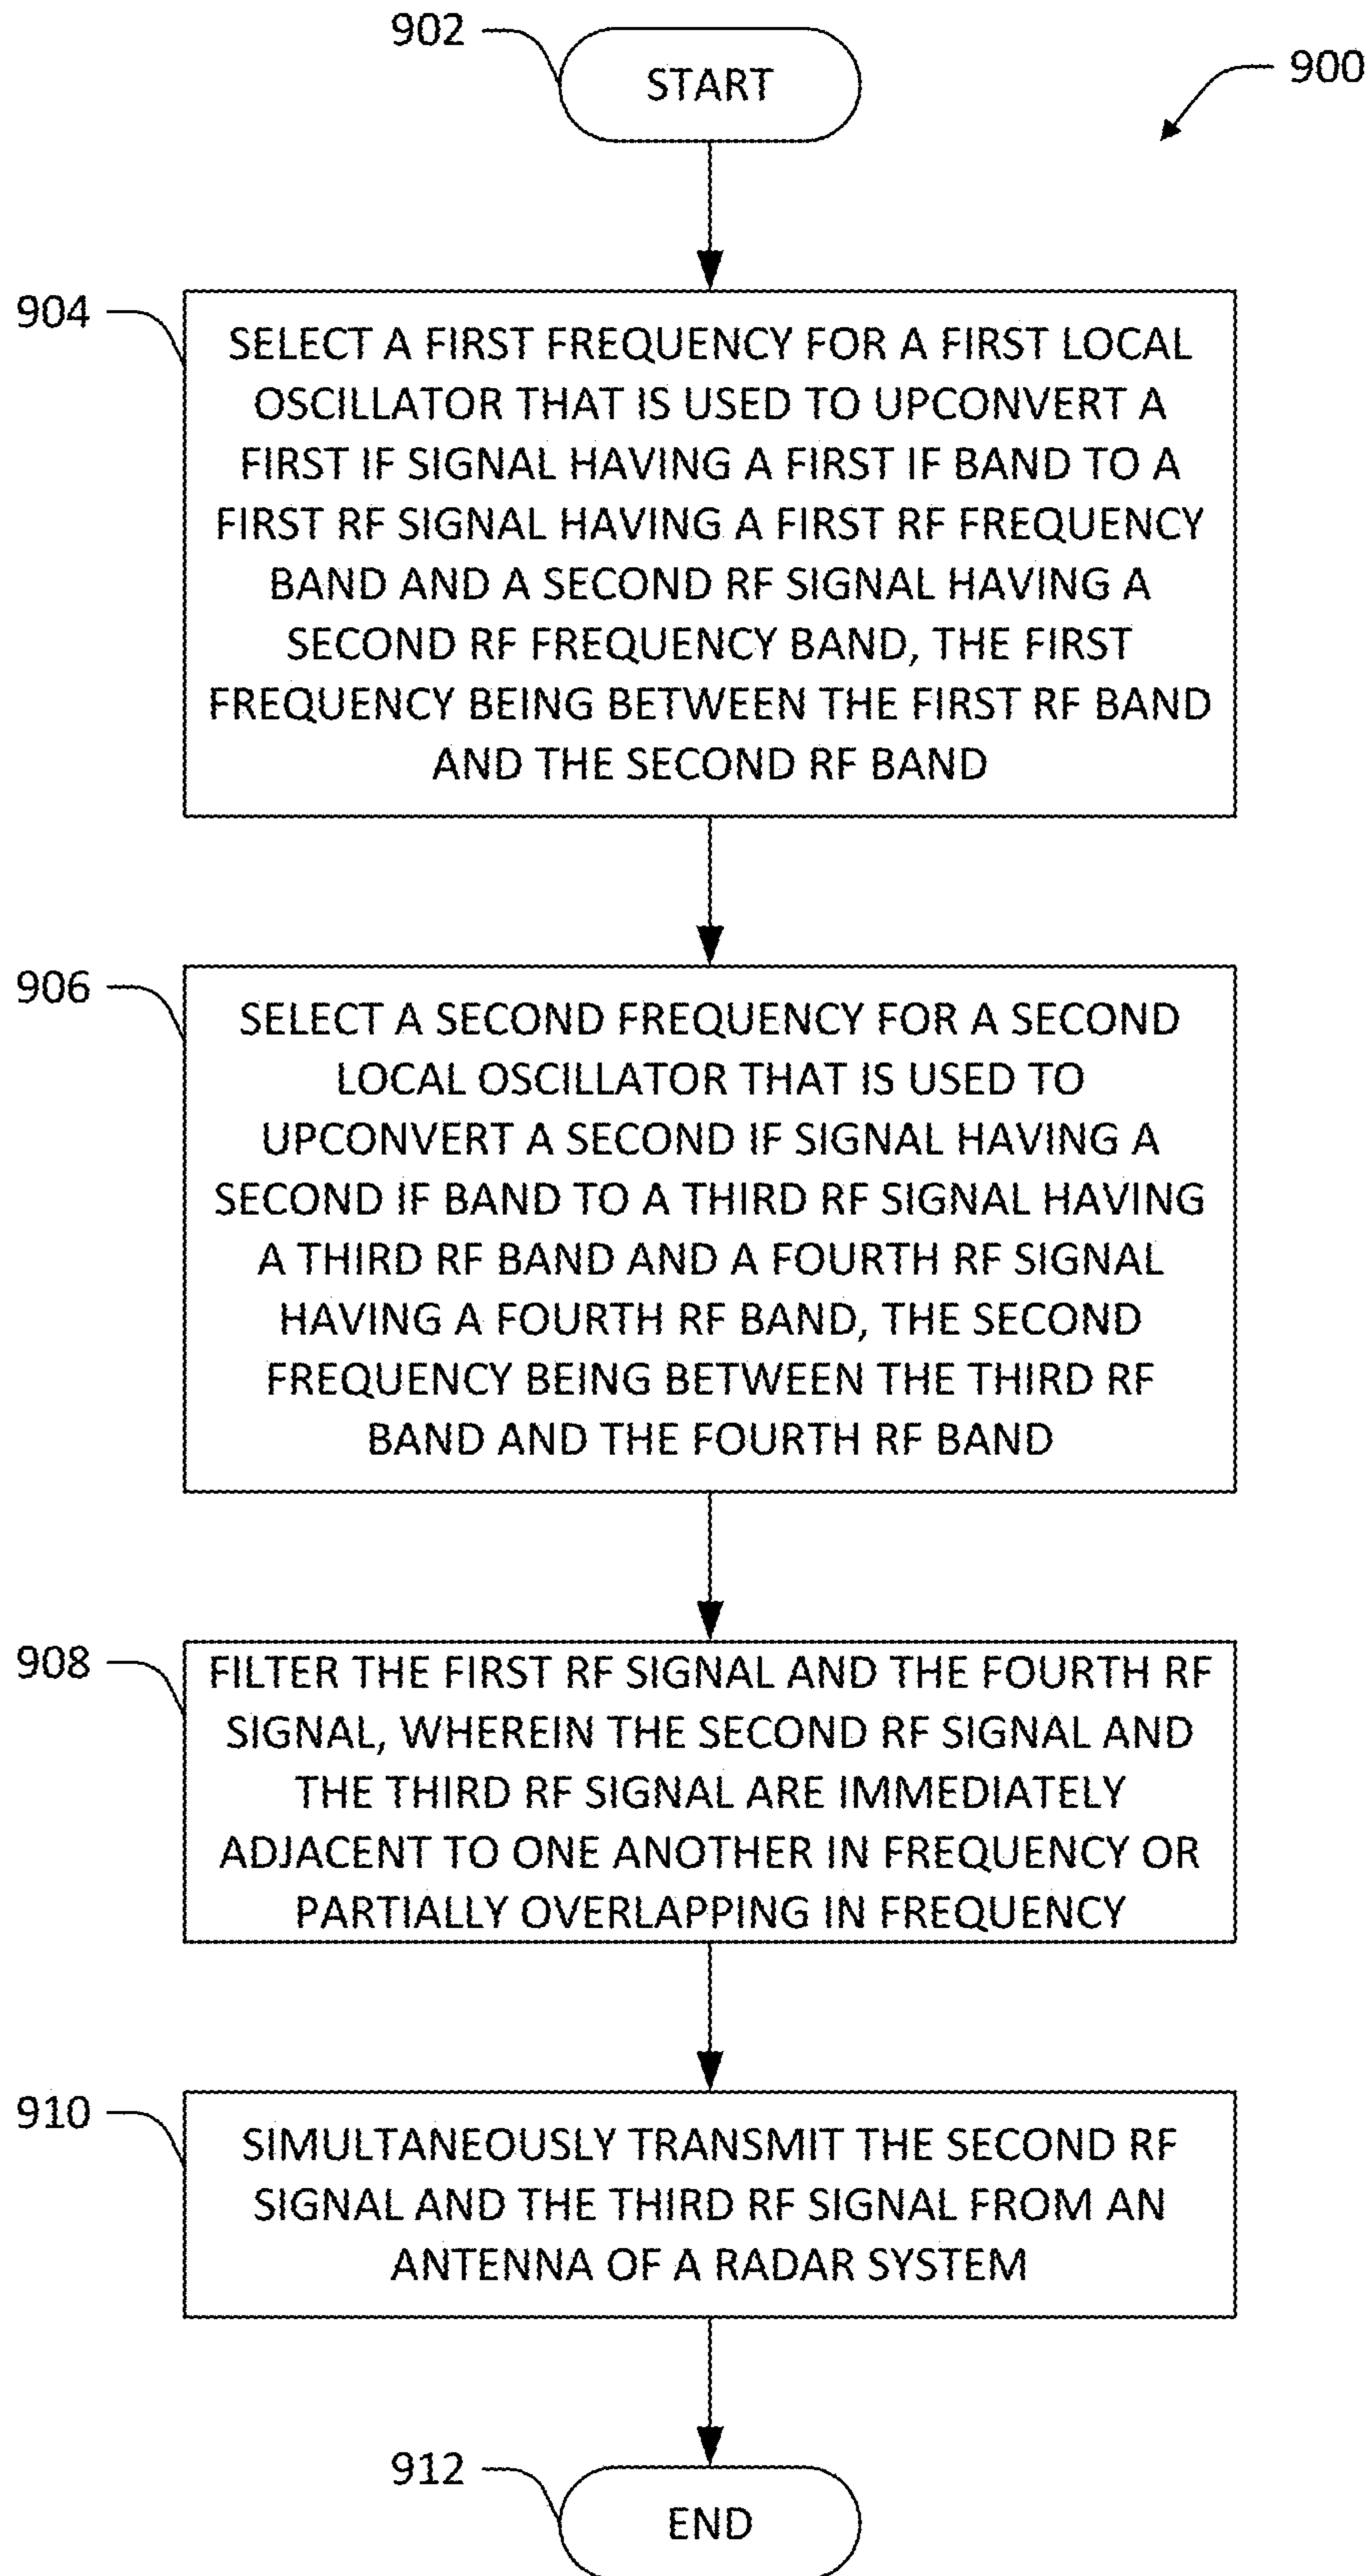 902
START
900
904
SELECT A FIRST FREQUENCY FOR A FIRST LOCAL
OSCILLATOR THAT IS USED TO UPCONVERT A
FIRST IF SIGNAL HAVING A FIRST IF BAND TO A
FIRST RF SIGNAL HAVING A FIRST RF FREQUENCY
BAND AND A SECOND RF SIGNAL HAVING A
SECOND RF FREQUENCY BAND, THE FIRST
FREQUENCY BEING BETWEEN THE FIRST RF BAND
AND THE SECOND RF BAND
906
SELECT A SECOND FREQUENCY FOR A SECOND
LOCAL OSCILLATOR THAT IS USED TO
UPCONVERT A SECOND IF SIGNAL HAVING A
SECOND IF BAND TO A THIRD RF SIGNAL HAVING
A THIRD RF BAND AND A FOURTH RF SIGNAL
HAVING A FOURTH RF BAND, THE SECOND
FREQUENCY BEING BETWEEN THE THIRD RF
BAND AND THE FOURTH RF BAND
908
FILTER THE FIRST RF SIGNAL AND THE FOURTH RF
SIGNAL, WHEREIN THE SECOND RF SIGNAL AND
THE THIRD RF SIGNAL ARE IMMEDIATELY
ADJACENT TO ONE ANOTHER IN FREQUENCY OR
PARTIALLY OVERLAPPING IN FREQUENCY
910
SIMULTANEOUSLY TRANSMIT THE SECOND RF
SIGNAL AND THE THIRD RF SIGNAL FROM AN
ANTENNA OF A RADAR SYSTEM
912
END